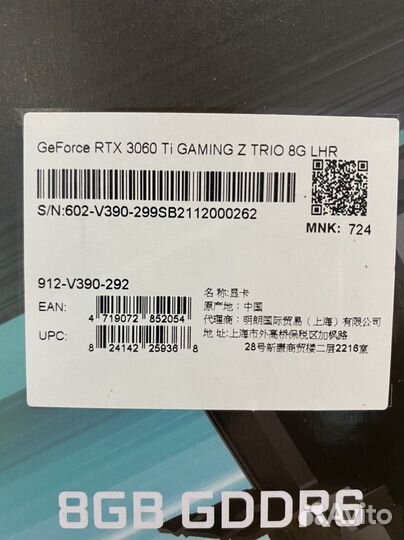 GeForce RTX 3060 Ti GAMING Z TRIO 8G LHR
S/N:602-V390-299SB2112000262
MNK: 724
912-V390-292
EAN: 4 719072 852054
UPC: 8 24142 25936 8
名 称:显卡
原产地：中国
代理商：明朗国际贸易（上海）有限公司
地 址:上海市外高桥保税区加枫路
28号新康商贸楼二层2216室
8GB GDDR6
Avito